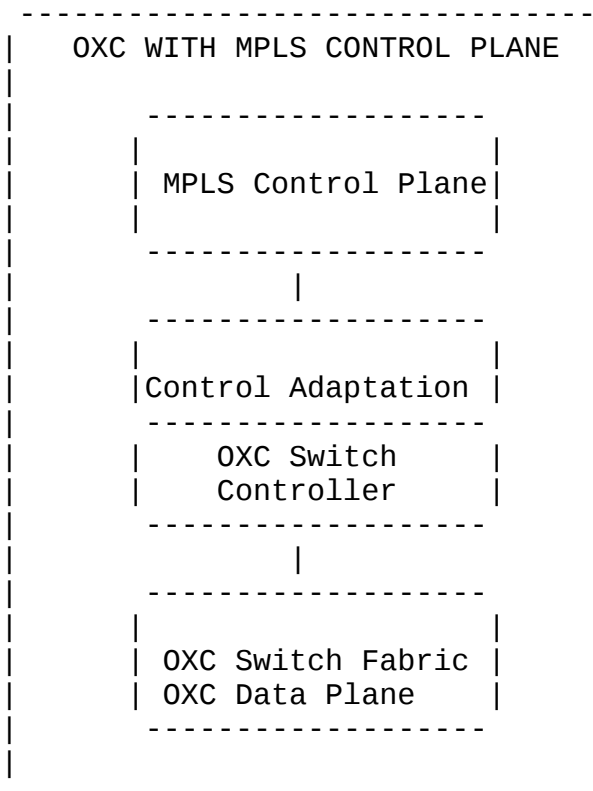 OXC WITH MPLS CONTROL PLANE
MPLS Control Plane
Control Adaptation
OXC Switch
Controller
OXC Switch Fabric
OXC Data Plane